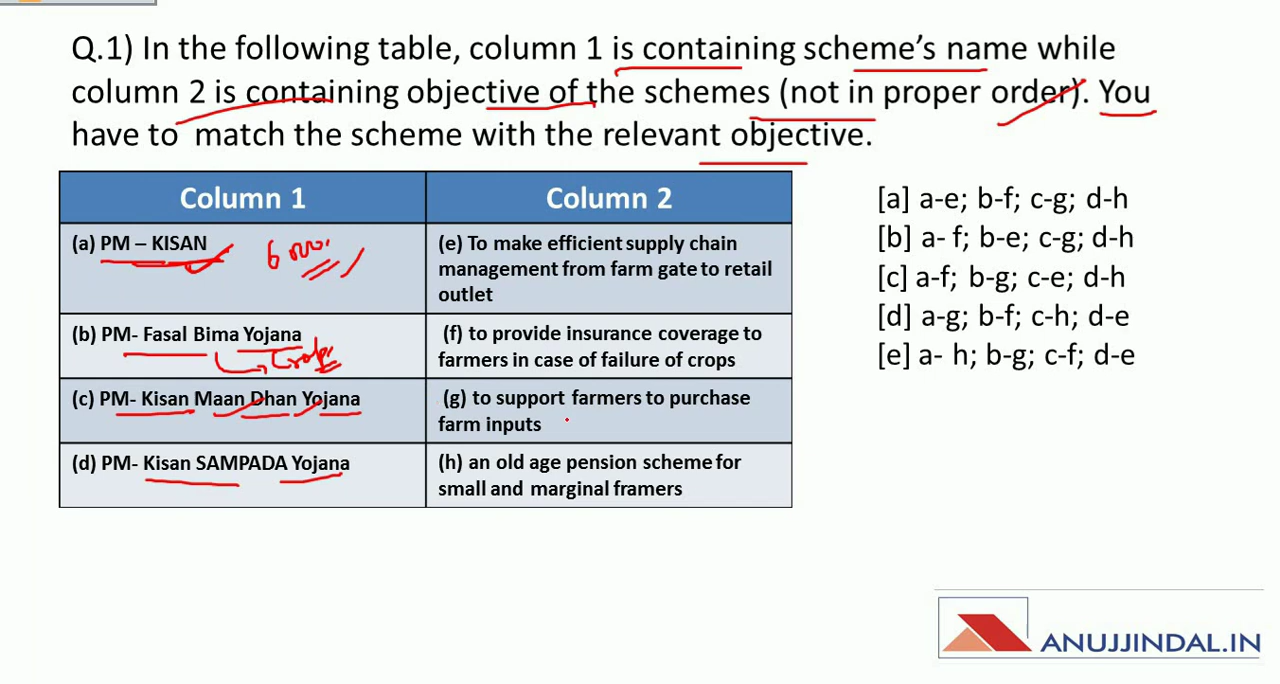 Q.1) In the following table, column 1 is containing scheme's name while
column 2 is containing objective of the schemes (not in proper order). You
have to match the scheme with the relevant objective.
Column 1
Column 2
(a) PM – KISAN
6000/
(e) To make efficient supply chain
management from farm gate to retail
outlet
(b) PM- Fasal Bima Yojana
Crops
(f) to provide insurance coverage to
farmers in case of failure of crops
(c) PM- Kisan Maan Dhan Yojana
(g) to support farmers to purchase
farm inputs
(d) PM- Kisan SAMPADA Yojana
(h) an old age pension scheme for
small and marginal framers
[a] a-e; b-f; c-g; d-h
[b] a- f; b-e; c-g; d-h
[c] a-f; b-g; c-e; d-h
[d] a-g; b-f; c-h; d-e
[e] a- h; b-g; c-f; d-e
ANUJJINDAL.IN